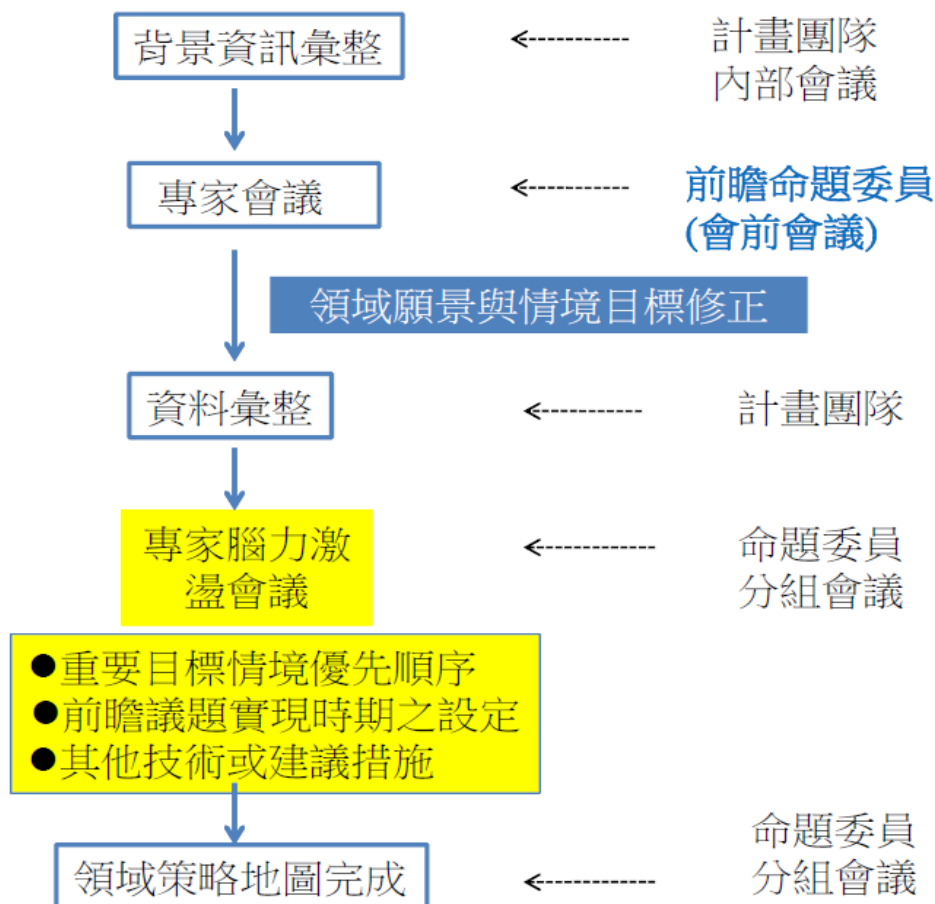 背景資訊彙整
計畫團隊
內部會議
專家會議
前瞻命題委員
(會前會議)
領域願景與情境目標修正
資料彙整
計畫團隊
專家腦力激
盪會議
命題委員
分組會議
●重要目標情境優先順序
●前瞻議題實現時期之設定
●其他技術或建議措施
領域策略地圖完成
命題委員
分組會議